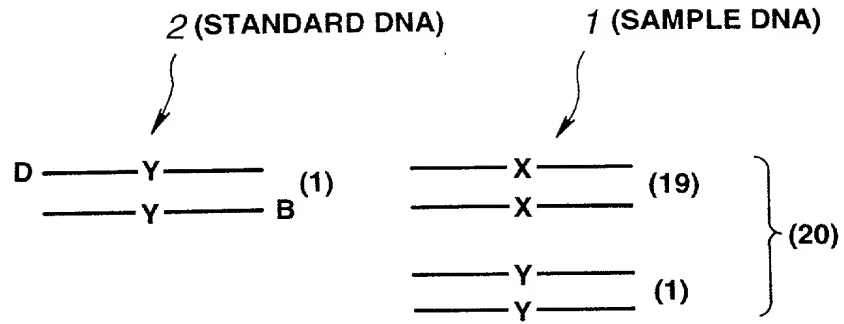 2 (STANDARD DNA) 1 (SAMPLE DNA)
D Y (1) X (19)
Y B X (20)
Y (1)
Y